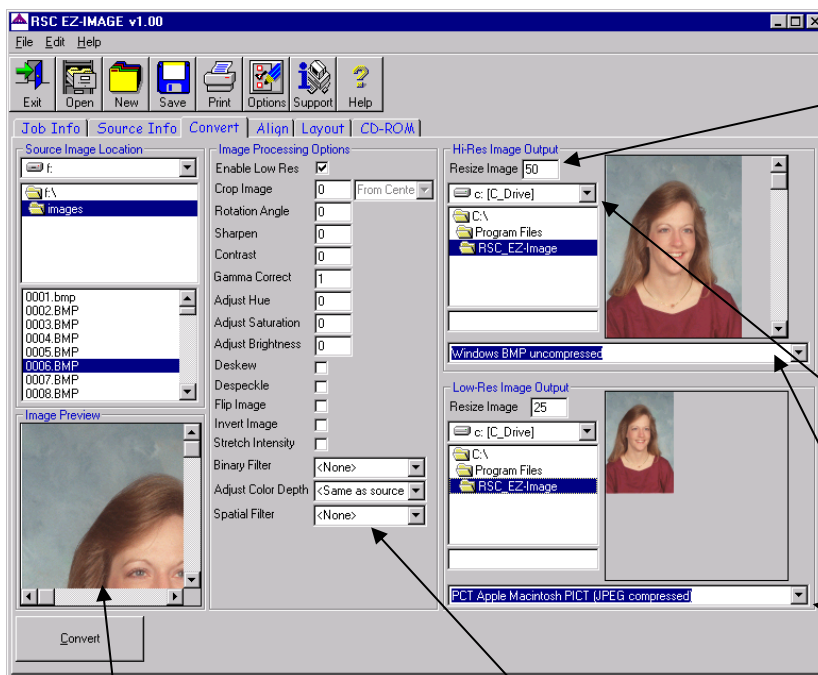 RSC EZ-IMAGE v1.00
File Edit Help
Exit Open New Save Print Options Support Help
Job Info Source Info Convert Align Layout CD-ROM
Source Image Location
f:
f:\
images
0001.bmp
0002.BMP
0003.BMP
0004.BMP
0005.BMP
0006.BMP
0007.BMP
0008.BMP
Image Preview
Convert
Image Processing Options
Enable Low Res
Crop Image 0 From Cente
Rotation Angle 0
Sharpen 0
Contrast 0
Gamma Correct 1
Adjust Hue 0
Adjust Saturation 0
Adjust Brightness 0
Deskew
Despeckle
Flip Image
Invert Image
Stretch Intensity
Binary Filter <None>
Adjust Color Depth <Same as source
Spatial Filter <None>
Hi-Res Image Output
Resize Image 50
c: [C_Drive]
C:\
Program Files
RSC_EZ-Image
Windows BMP uncompressed
Low-Res Image Output
Resize Image 25
c: [C_Drive]
C:\
Program Files
RSC_EZ-Image
PCT Apple Macintosh PICT (JPEG compressed)